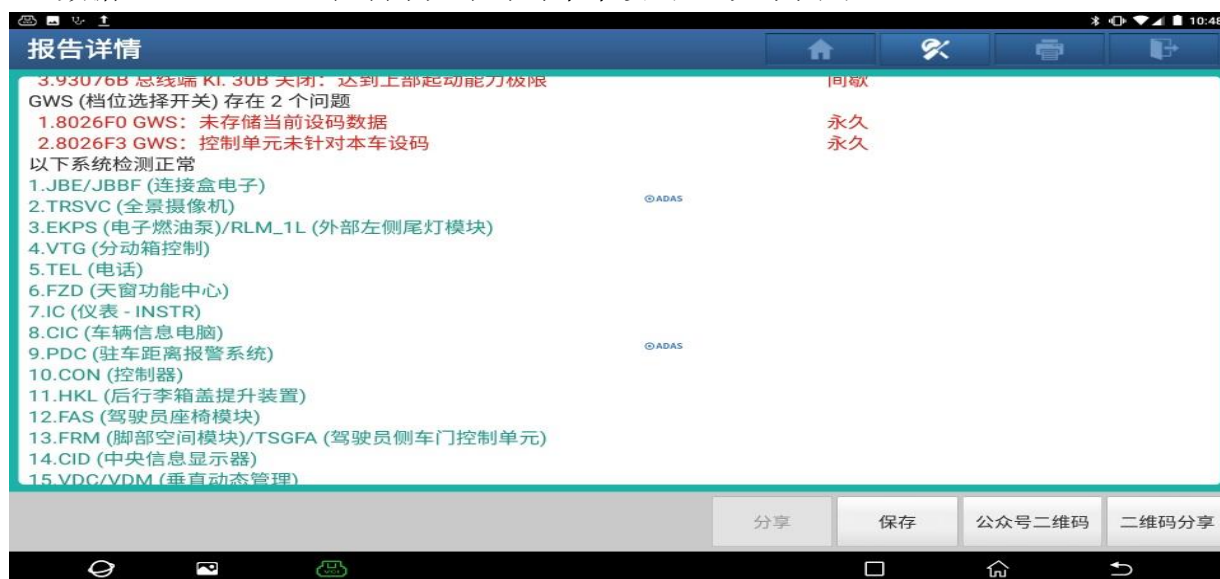 10:48
报告详情
3.93076B 总线端 Kl. 30B 关闭：达到上部起动能力极限 间歇
GWS (档位选择开关) 存在 2 个问题
1.8026F0 GWS：未存储当前设码数据 永久
2.8026F3 GWS：控制单元未针对本车设码 永久
以下系统检测正常
1.JBE/JBBF (连接盒电子)
ADAS
2.TRSVC (全景摄像机)
3.EKPS (电子燃油泵)/RLM_1L (外部左侧尾灯模块)
4.VTG (分动箱控制)
5.TEL (电话)
6.FZD (天窗功能中心)
7.IC (仪表 - INSTR)
8.CIC (车辆信息电脑)
ADAS
9.PDC (驻车距离报警系统)
10.CON (控制器)
11.HKL (后行李箱盖提升装置)
12.FAS (驾驶员座椅模块)
13.FRM (脚部空间模块)/TSGFA (驾驶员侧车门控制单元)
14.CID (中央信息显示器)
15.VDC/VDM (垂直动态管理)
分享 保存 公众号二维码 二维码分享
VCI